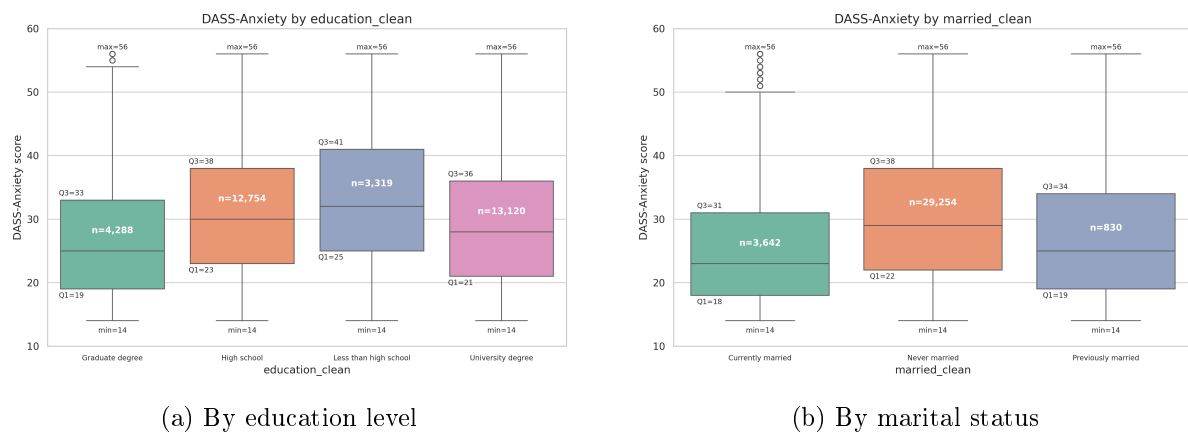 DASS-Anxiety by education_clean
60
50
40
30
20
10
DASS-Anxiety score
max=56
max=56
max=56
max=56
Q3=33
Q3=38
Q3=41
Q3=36
n=4,288
n=12,754
n=3,319
n=13,120
Q1=19
Q1=23
Q1=25
Q1=21
min=14
min=14
min=14
min=14
Graduate degree
High school
Less than high school
University degree
education_clean
(a) By education level
DASS-Anxiety by married_clean
60
50
40
30
20
10
DASS-Anxiety score
max=56
max=56
max=56
Q3=31
Q3=38
Q3=34
n=3,642
n=29,254
n=830
Q1=18
Q1=22
Q1=19
min=14
min=14
min=14
Currently married
Never married
Previously married
married_clean
(b) By marital status